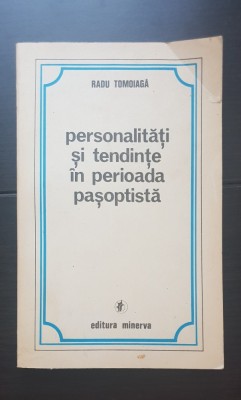 RADU TOMOIAGĂ
personalităţi
şi tendinţe
în perioada
paşoptistă
editura minerva